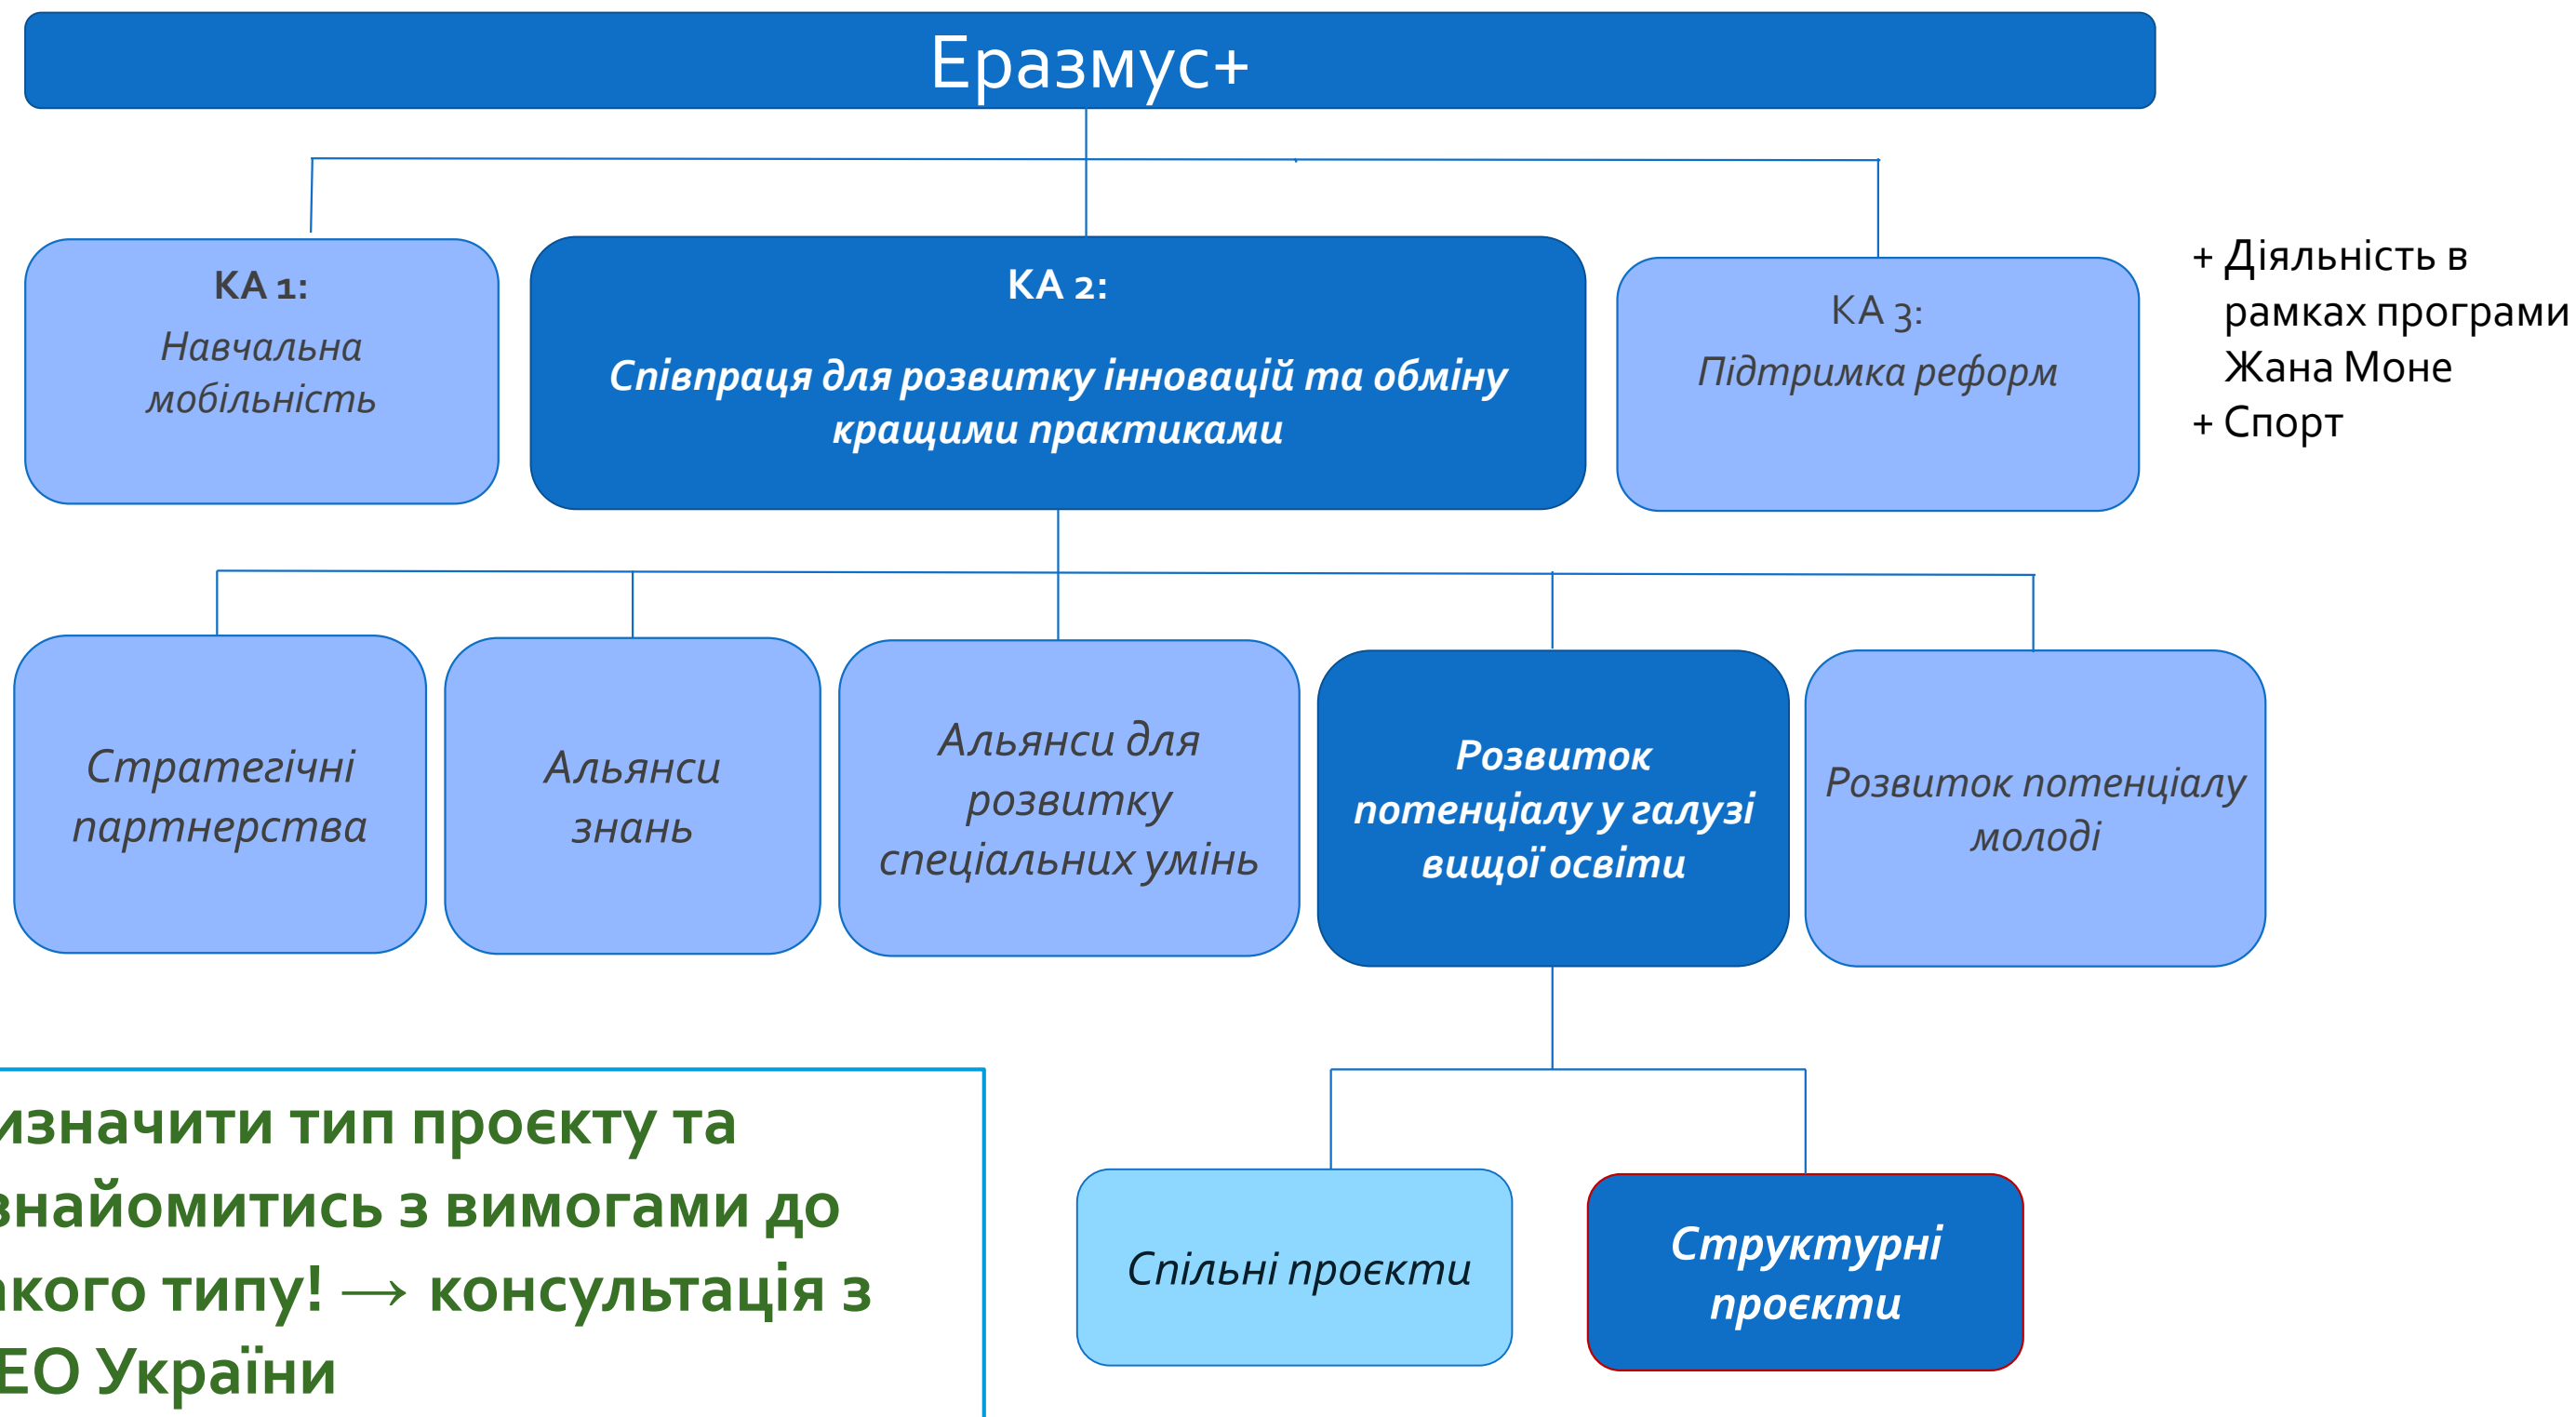 Еразмус+
КА 1:
Навчальна
мобільність
КА 2:
Співпраця для розвитку інновацій та обміну
кращими практиками
КА 3:
Підтримка реформ
+ Діяльність в
рамках програми
Жана Моне
+ Спорт
Стратегічні
партнерства
Альянси
знань
Альянси для
розвитку
спеціальних умінь
Розвиток
потенціалу у галузі
вищої освіти
Розвиток потенціалу
молоді
изначити тип проєкту та
знайомитись з вимогами до
акого типу! → консультація з
ЕО України
Спільні проєкти
Структурні
проєкти